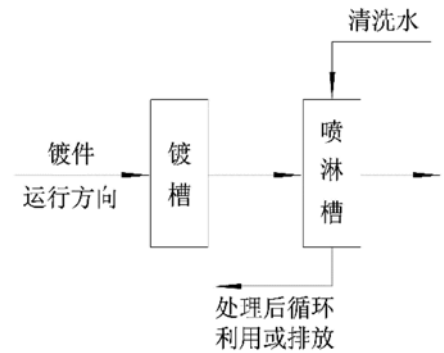 清洗水
镀件
运行方向
镀槽
喷淋槽
处理后循环
利用或排放